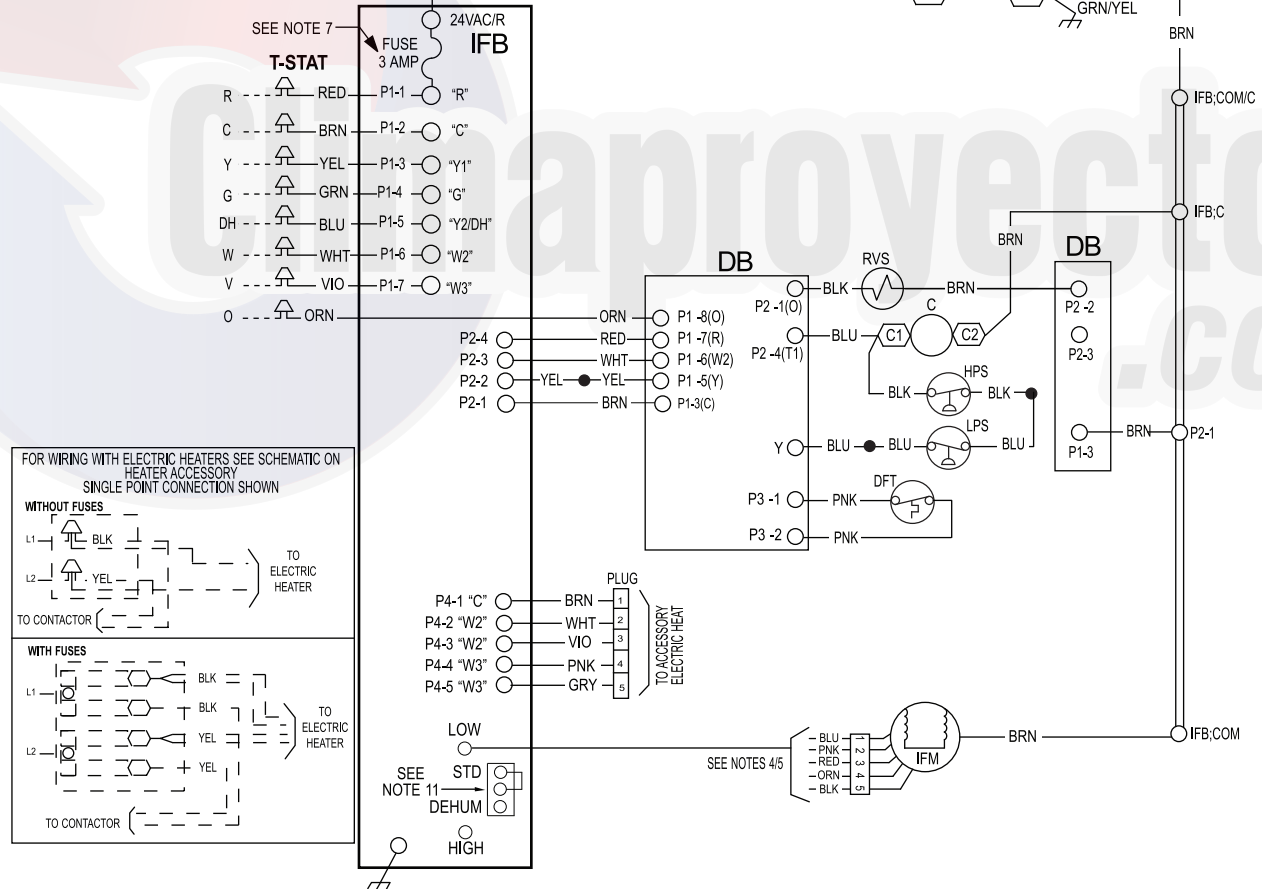 24VAC/R
IFB
SEE NOTE 7
FUSE
3 AMP
T-STAT
R RED P1-1 "R"
C BRN P1-2 "C"
Y YEL P1-3 "Y1"
G GRN P1-4 "G"
DH BLU P1-5 "Y2/DH"
W WHT P1-6 "W2"
V VIO P1-7 "W3"
O ORN
GRN/YEL
BRN
IFB;COM/C
IFB;C
BRN
Climaproyecto
.co
DB
ORN P1 -8(O)
P2-4 RED P1 -7(R)
P2-3 WHT P1 -6(W2)
P2-2 YEL YEL P1 -5(Y)
P2-1 BRN P1-3(C)
P2 -1(O) BLK RVS BRN
P2 -4(T1) BLU C1 C C2
BLK HPS BLK
Y BLU BLU LPS BLU
P3 -1 PNK DFT
P3 -2 PNK
DB
P2 -2
P2-3
P1-3 BRN P2-1
FOR WIRING WITH ELECTRIC HEATERS SEE SCHEMATIC ON
HEATER ACCESSORY
SINGLE POINT CONNECTION SHOWN
WITHOUT FUSES
L1 BLK
L2 YEL
TO
ELECTRIC
HEATER
TO CONTACTOR
WITH FUSES
L1 BLK
BLK
L2 YEL
YEL
TO
ELECTRIC
HEATER
TO CONTACTOR
PLUG
P4-1 "C" BRN 1
P4-2 "W2" WHT 2
P4-3 "W2" VIO 3
P4-4 "W3" PNK 4
P4-5 "W3" GRY 5
TO ACCESSORY
ELECTRIC HEAT
LOW
SEE
NOTE 11
STD
DEHUM
HIGH
SEE NOTES 4/5
BLU 1
PNK 2
RED 3
ORN 4
BLK 5
IFM
BRN
IFB;COM